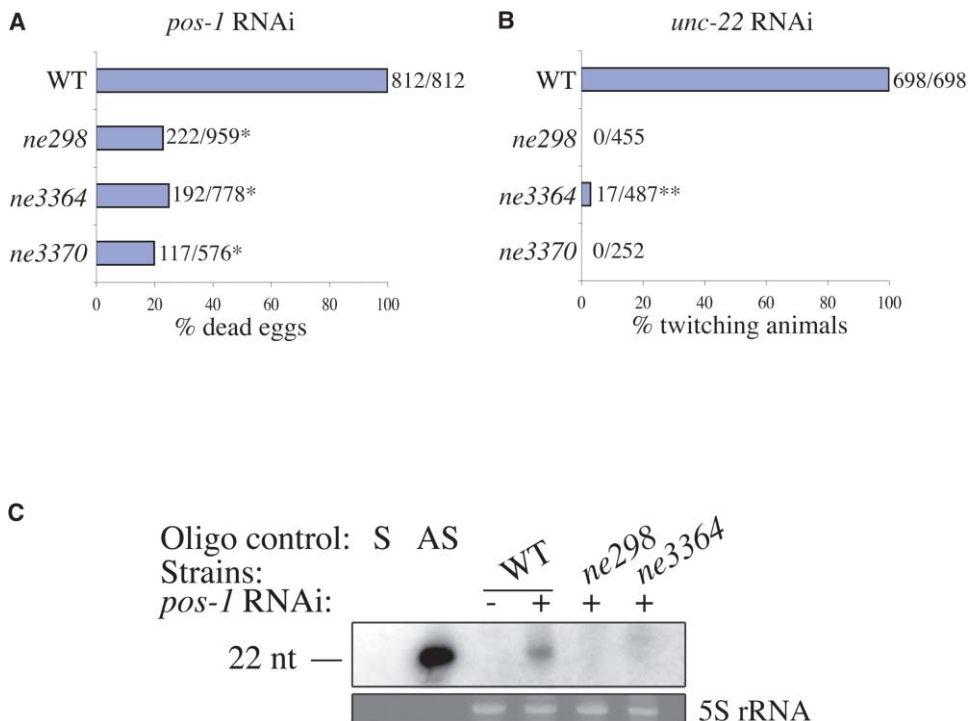 A
pos-1 RNAi
WT
812/812
ne298
222/959*
ne3364
192/778*
ne3370
117/576*
0 20 40 60 80 100
% dead eggs
B
unc-22 RNAi
WT
698/698
ne298
0/455
ne3364
17/487**
ne3370
0/252
0 20 40 60 80 100
% twitching animals
C
Oligo control: S AS
Strains: WT ne298 ne3364
pos-1 RNAi: - + + +
22 nt
5S rRNA